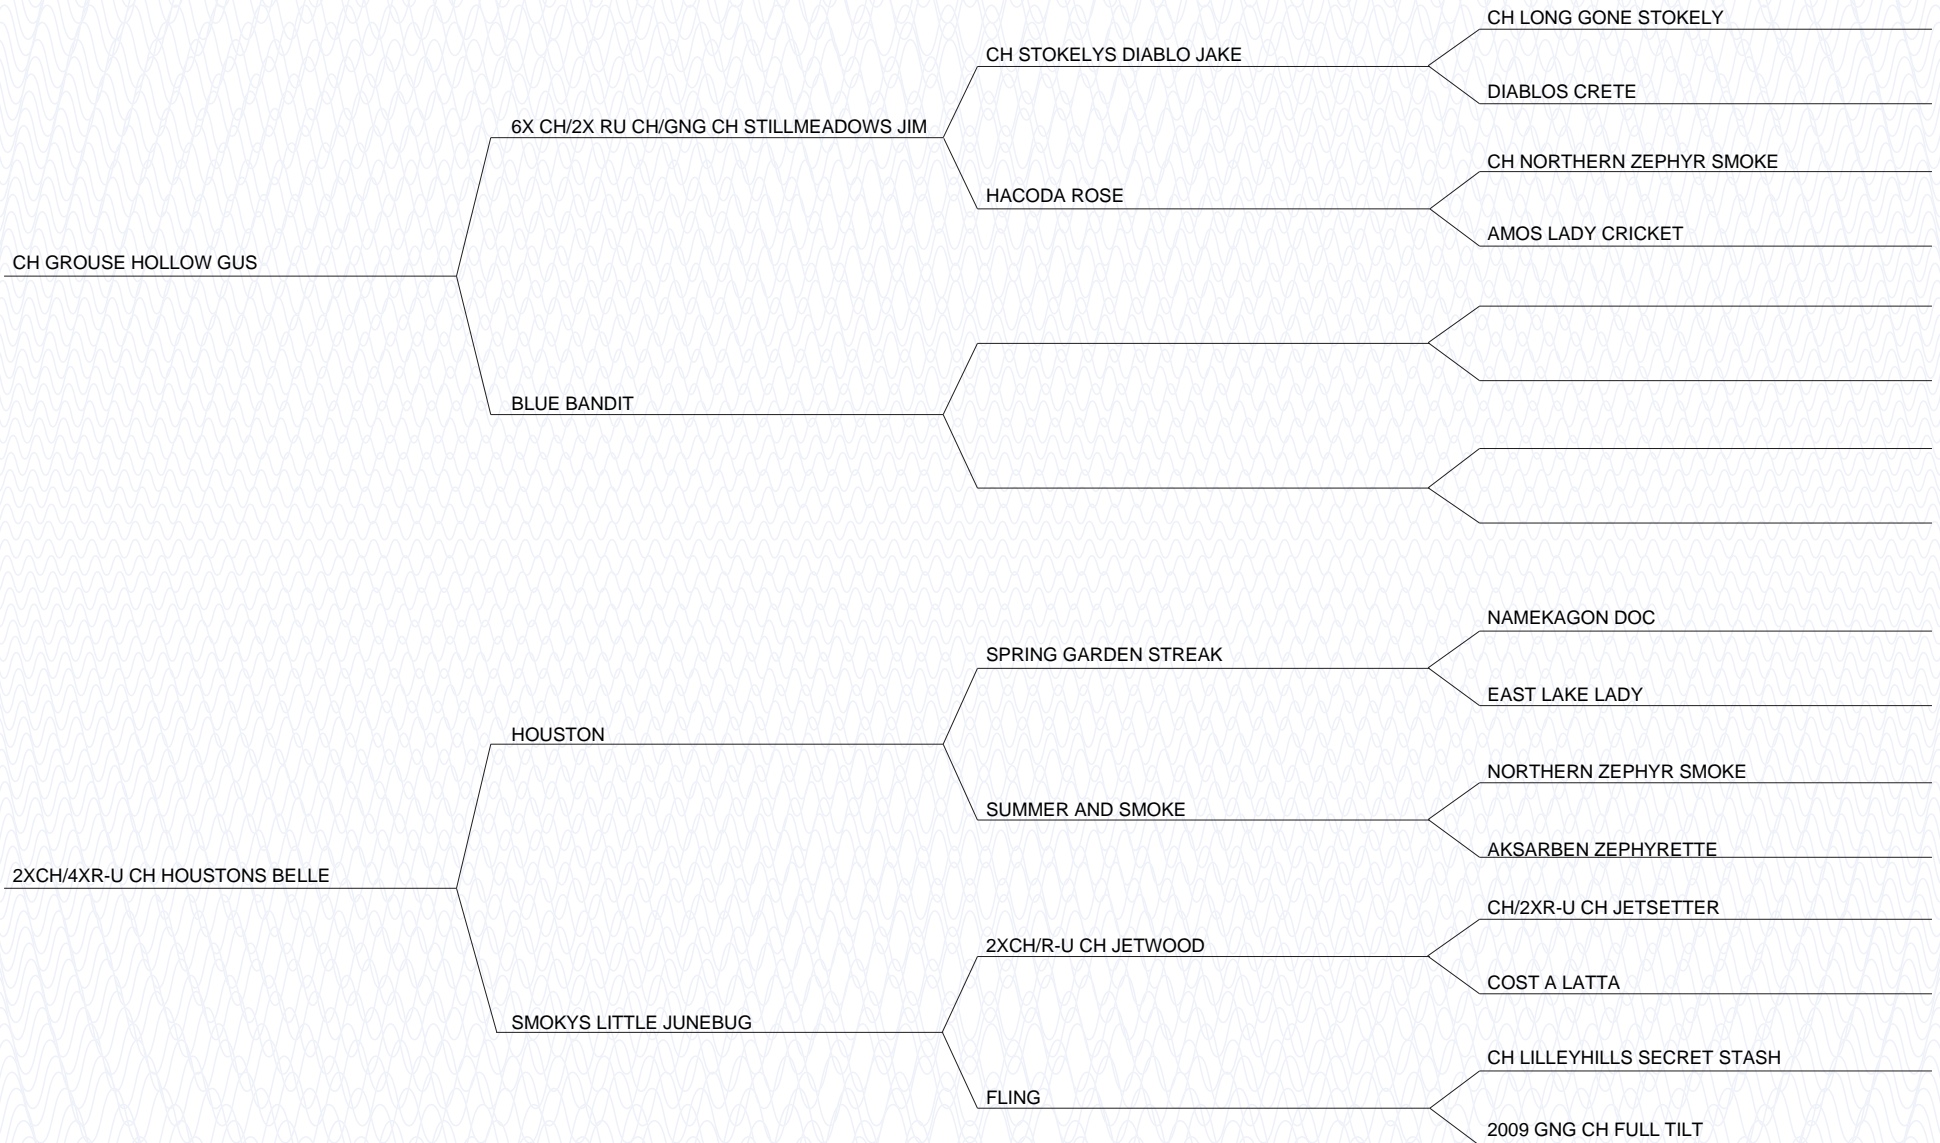 CH LONG GONE STOKELY
CH STOKELYS DIABLO JAKE
DIABLOS CRETE
6X CH/2X RU CH/GNG CH STILLMEADOWS JIM
CH NORTHERN ZEPHYR SMOKE
HACODA ROSE
AMOS LADY CRICKET
CH GROUSE HOLLOW GUS
BLUE BANDIT
NAMEKAGON DOC
SPRING GARDEN STREAK
EAST LAKE LADY
HOUSTON
NORTHERN ZEPHYR SMOKE
SUMMER AND SMOKE
AKSARBEN ZEPHYRETTE
2XCH/4XR-U CH HOUSTONS BELLE
CH/2XR-U CH JETSETTER
2XCH/R-U CH JETWOOD
COST A LATTA
SMOKYS LITTLE JUNEBUG
CH LILLEYHILLS SECRET STASH
FLING
2009 GNG CH FULL TILT